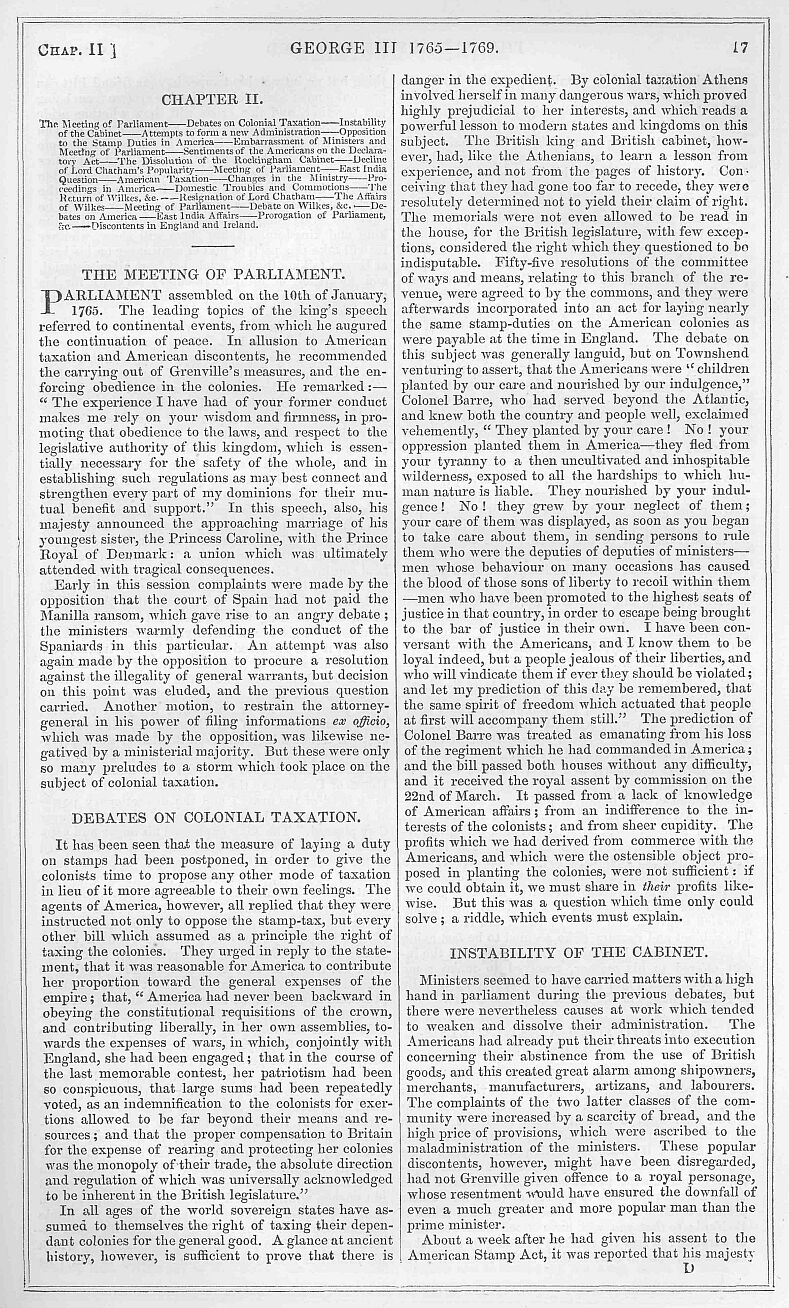 CHAP. II ]
GEORGE III 1765—1769.
17
CHAPTER II.
The Meeting of Parliament——Debates on Colonial Taxation——Instability
of the Cabinet——Attempts to form a new Administration——Opposition
to the Stamp Duties in America——Embarrassment of Ministers and
Meeting of Parliament——Sentiments of the Americans on the Declara-
tory Act——The Dissolution of the Rockingham Cabinet——Decline
of Lord Chatham's Popularity——Meeting of Parliament——East India
Question——American Taxation——Changes in the Ministry——Pro-
ceedings in America——Domestic Troubles and Commotions——The
Return of Wilkes, &c.——Resignation of Lord Chatham——The Affairs
of Wilkes——Meeting of Parliament——Debate on Wilkes, &c.——De-
bates on America——East India Affairs——Prorogation of Parliament,
&c——Discontents in England and Ireland.
THE MEETING OF PARLIAMENT.
PARLIAMENT assembled on the 10th of January,
1765. The leading topics of the king's speech
referred to continental events, from which he augured
the continuation of peace. In allusion to American
taxation and American discontents, he recommended
the carrying out of Grenville's measures, and the en-
forcing obedience in the colonies. He remarked:—
“ The experience I have had of your former conduct
makes me rely on your wisdom and firmness, in pro-
moting that obedience to the laws, and respect to the
legislative authority of this kingdom, which is essen-
tially necessary for the safety of the whole, and in
establishing such regulations as may best connect and
strengthen every part of my dominions for their mu-
tual benefit and support.” In this speech, also, his
majesty announced the approaching marriage of his
youngest sister, the Princess Caroline, with the Prince
Royal of Denmark: a union which was ultimately
attended with tragical consequences.
Early in this session complaints were made by the
opposition that the court of Spain had not paid the
Manilla ransom, which gave rise to an angry debate ;
the ministers warmly defending the conduct of the
Spaniards in this particular. An attempt was also
again made by the opposition to procure a resolution
against the illegality of general warrants, but decision
on this point was eluded, and the previous question
carried. Another motion, to restrain the attorney-
general in his power of filing informations ex officio,
which was made by the opposition, was likewise ne-
gatived by a ministerial majority. But these were only
so many preludes to a storm which took place on the
subject of colonial taxation.
DEBATES ON COLONIAL TAXATION.
It has been seen that the measure of laying a duty
on stamps had been postponed, in order to give the
colonists time to propose any other mode of taxation
in lieu of it more agreeable to their own feelings. The
agents of America, however, all replied that they were
instructed not only to oppose the stamp-tax, but every
other bill which assumed as a principle the right of
taxing the colonies. They urged in reply to the state-
ment, that it was reasonable for America to contribute
her proportion toward the general expenses of the
empire ; that, “ America had never been backward in
obeying the constitutional requisitions of the crown,
and contributing liberally, in her own assemblies, to-
wards the expenses of wars, in which, conjointly with
England, she had been engaged ; that in the course of
the last memorable contest, her patriotism had been
so conspicuous, that large sums had been repeatedly
voted, as an indemnification to the colonists for exer-
tions allowed to be far beyond their means and re-
sources ; and that the proper compensation to Britain
for the expense of rearing and protecting her colonies
was the monopoly of their trade, the absolute direction
and regulation of which was universally acknowledged
to be inherent in the British legislature.”
In all ages of the world sovereign states have as-
sumed to themselves the right of taxing their depen-
dant colonies for the general good. A glance at ancient
history, however, is sufficient to prove that there is
danger in the expedient. By colonial taxation Athens
involved herself in many dangerous wars, which proved
highly prejudicial to her interests, and which reads a
powerful lesson to modern states and kingdoms on this
subject. The British king and British cabinet, how-
ever, had, like the Athenians, to learn a lesson from
experience, and not from the pages of history. Con-
ceiving that they had gone too far to recede, they were
resolutely determined not to yield their claim of right.
The memorials were not even allowed to be read in
the house, for the British legislature, with few excep-
tions, considered the right which they questioned to be
indisputable. Fifty-five resolutions of the committee
of ways and means, relating to this branch of the re-
venue, were agreed to by the commons, and they were
afterwards incorporated into an act for laying nearly
the same stamp-duties on the American colonies as
were payable at the time in England. The debate on
this subject was generally languid, but on Townshend
venturing to assert, that the Americans were “ children
planted by our care and nourished by our indulgence,”
Colonel Barre, who had served beyond the Atlantic,
and knew both the country and people well, exclaimed
vehemently, “ They planted by your care ! No ! your
oppression planted them in America—they fled from
your tyranny to a then uncultivated and inhospitable
wilderness, exposed to all the hardships to which hu-
man nature is liable. They nourished by your indul-
gence ! No ! they grew by your neglect of them ;
your care of them was displayed, as soon as you began
to take care about them, in sending persons to rule
them who were the deputies of deputies of ministers—
men whose behaviour on many occasions has caused
the blood of those sons of liberty to recoil within them
—men who have been promoted to the highest seats of
justice in that country, in order to escape being brought
to the bar of justice in their own. I have been con-
versant with the Americans, and I know them to be
loyal indeed, but a people jealous of their liberties, and
who will vindicate them if ever they should be violated ;
and let my prediction of this day be remembered, that
the same spirit of freedom which actuated that people
at first will accompany them still.” The prediction of
Colonel Barre was treated as emanating from his loss
of the regiment which he had commanded in America ;
and the bill passed both houses without any difficulty,
and it received the royal assent by commission on the
22nd of March. It passed from a lack of knowledge
of American affairs ; from an indifference to the in-
terests of the colonists ; and from sheer cupidity. The
profits which we had derived from commerce with the
Americans, and which were the ostensible object pro-
posed in planting the colonies, were not sufficient : if
we could obtain it, we must share in their profits like-
wise. But this was a question which time only could
solve ; a riddle, which events must explain.
INSTABILITY OF THE CABINET.
Ministers seemed to have carried matters with a high
hand in parliament during the previous debates, but
there were nevertheless causes at work which tended
to weaken and dissolve their administration. The
Americans had already put their threats into execution
concerning their abstinence from the use of British
goods, and this created great alarm among shipowners,
merchants, manufacturers, artizans, and labourers.
The complaints of the two latter classes of the com-
munity were increased by a scarcity of bread, and the
high price of provisions, which were ascribed to the
maladministration of the ministers. These popular
discontents, however, might have been disregarded,
had not Grenville given offence to a royal personage,
whose resentment would have ensured the downfall of
even a much greater and more popular man than the
prime minister.
About a week after he had given his assent to the
American Stamp Act, it was reported that his majesty
D